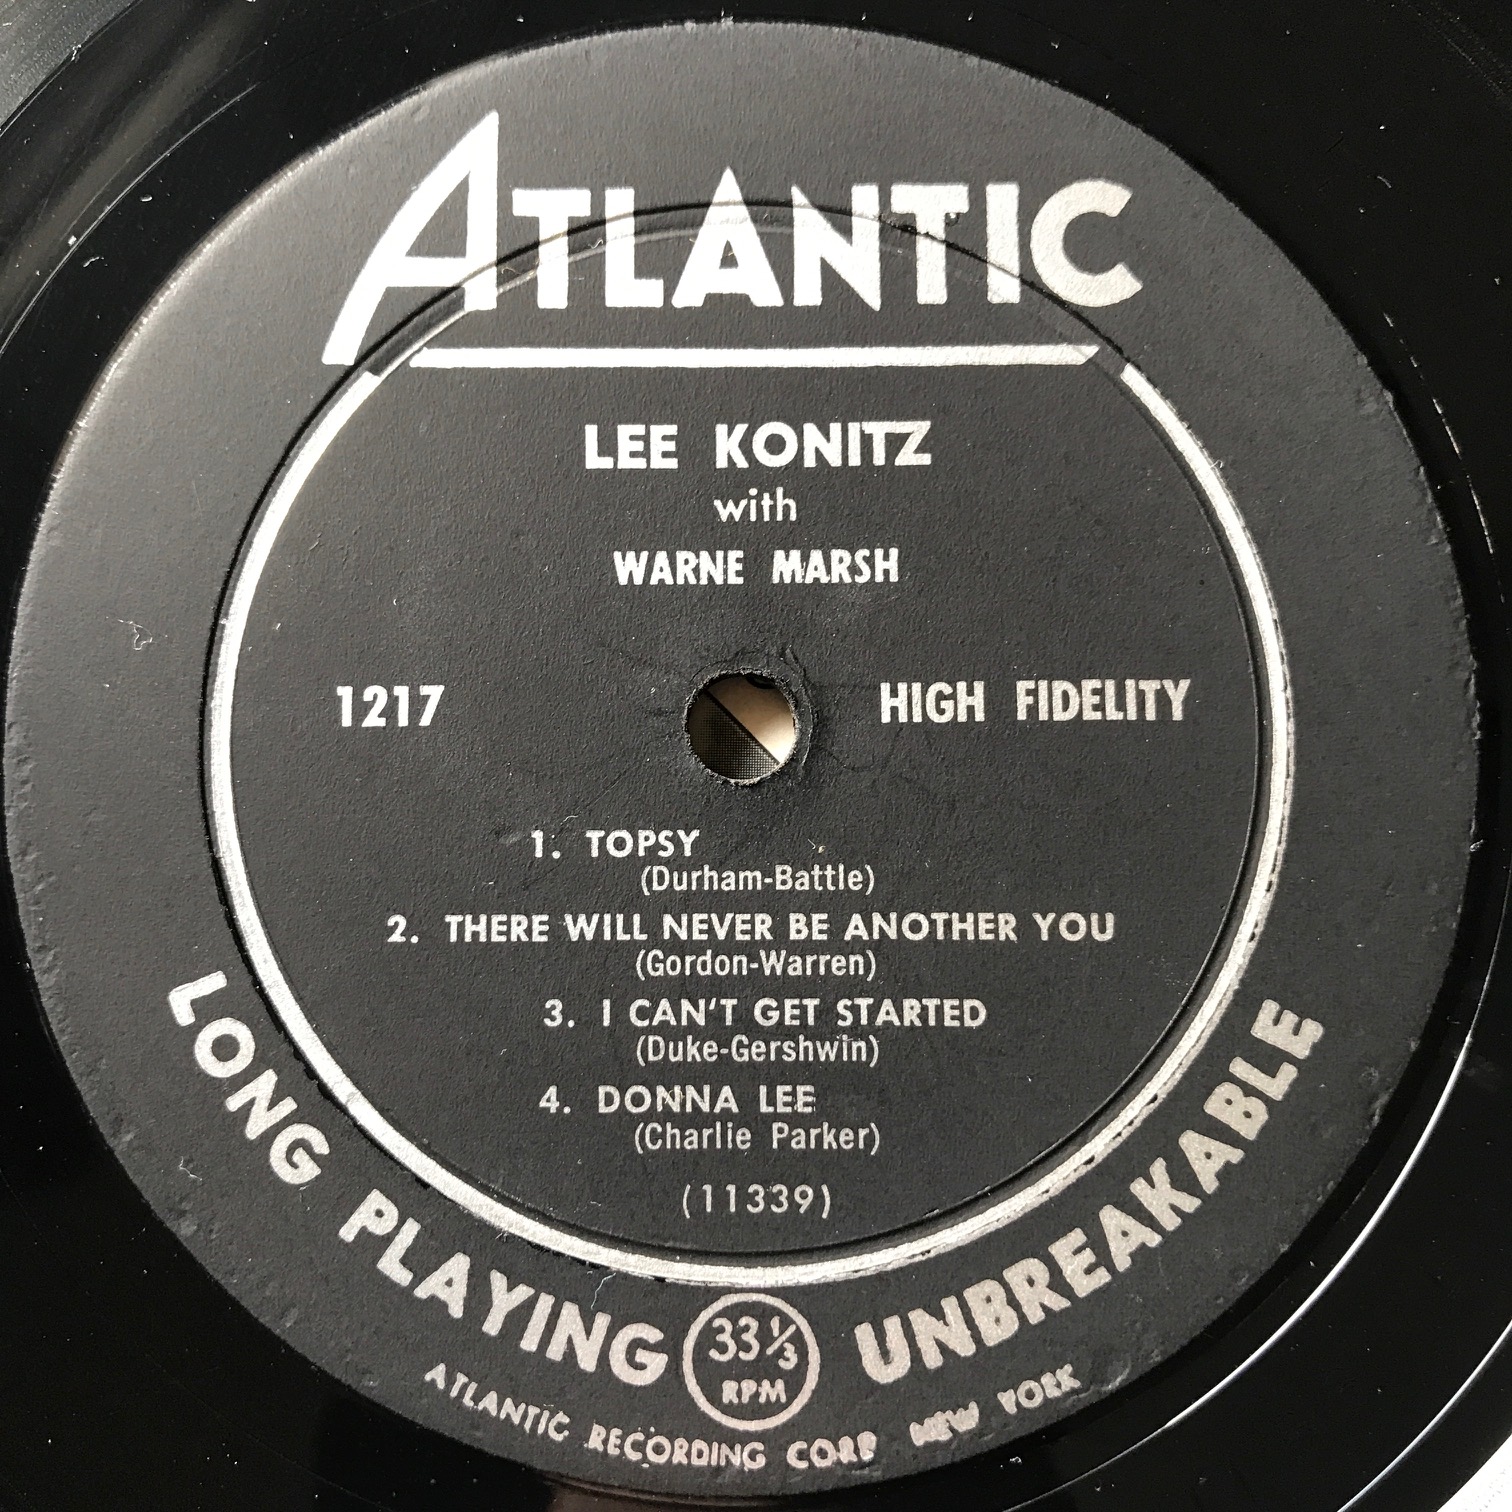 ATLANTIC
LEE KONITZ
with
WARNE MARSH
1217
HIGH FIDELITY
1. TOPSY
(Durham-Battle)
2. THERE WILL NEVER BE ANOTHER YOU
(Gordon-Warren)
3. I CAN'T GET STARTED
(Duke-Gershwin)
4. DONNA LEE
(Charlie Parker)
(11339)
LONG PLAYING 33 1/3 RPM UNBREAKABLE
ATLANTIC RECORDING CORP NEW YORK